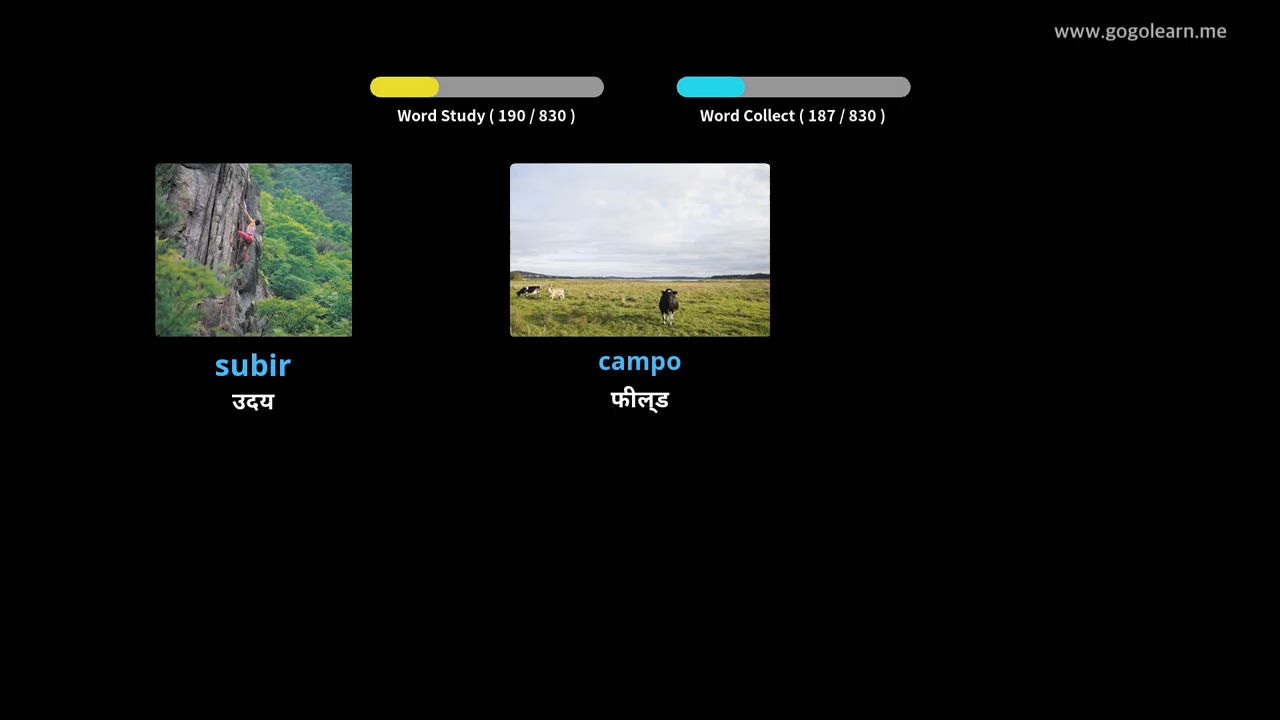 www.gogolearn.me
Word Study ( 190 / 830 )
Word Collect ( 187 / 830 )
subir
उदय
campo
फील्ड